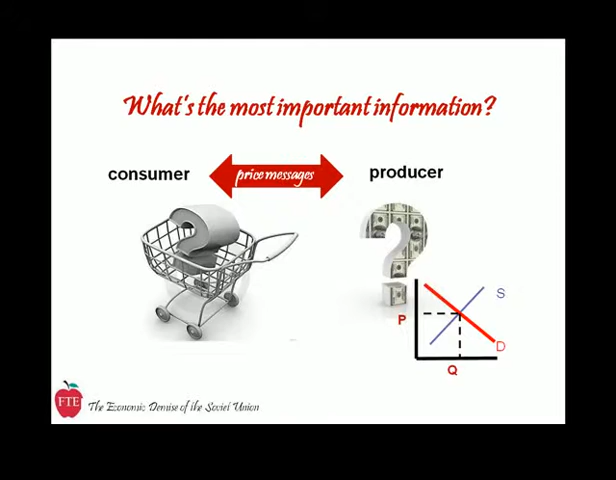 What's the most important information?
consumer
price messages
producer
S
P
D
Q
FTE
The Economic Demise of the Soviet Union